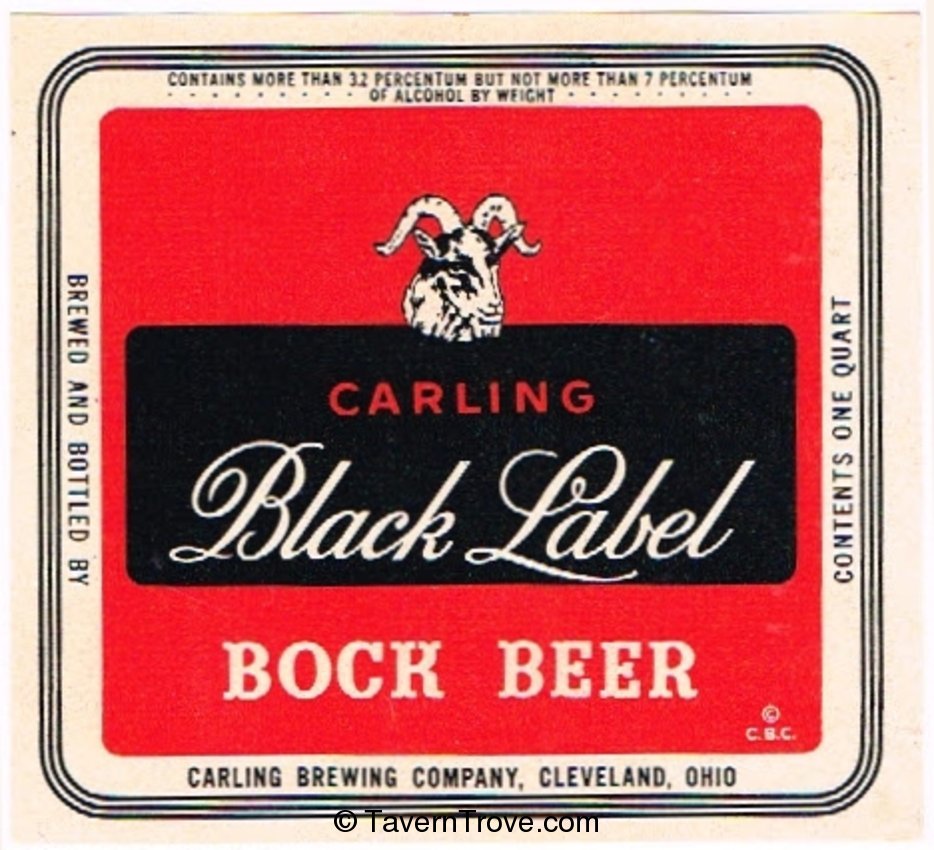 CONTAINS MORE THAN 3.2 PERCENTUM BUT NOT MORE THAN 7 PERCENTUM
OF ALCOHOL BY WEIGHT
BREWED AND BOTTLED BY
CONTENTS ONE QUART
CARLING
Black Label
BOCK BEER
©
C.B.C.
CARLING BREWING COMPANY, CLEVELAND, OHIO
© TavernTrove.com